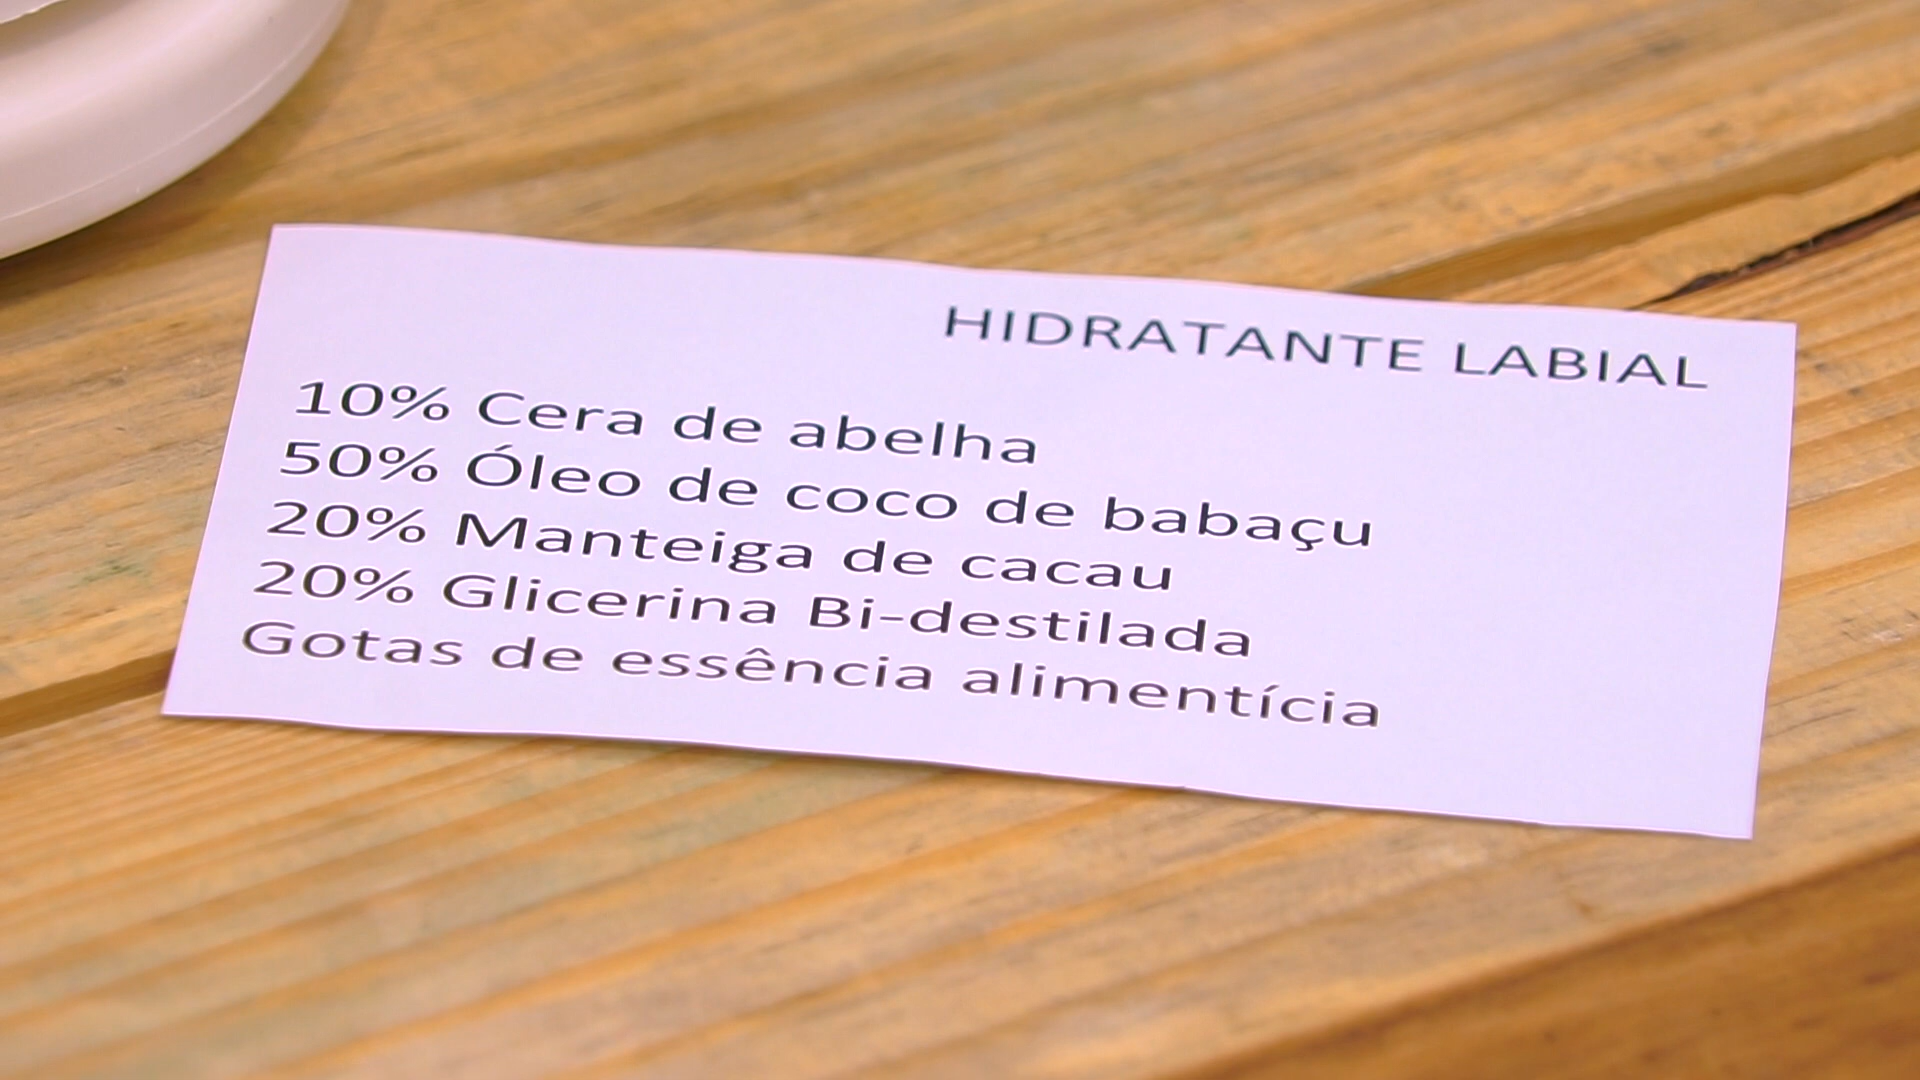 HIDRATANTE LABIAL
10% Cera de abelha
50% Óleo de coco de babaçu
20% Manteiga de cacau
20% Glicerina Bi-destilada
Gotas de essência alimentícia